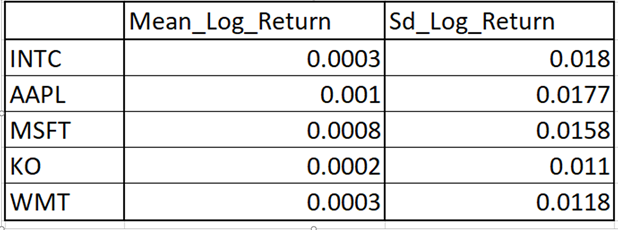 Mean_Log_Return Sd_Log_Return
INTC 0.0003 0.018
AAPL 0.001 0.0177
MSFT 0.0008 0.0158
KO 0.0002 0.011
WMT 0.0003 0.0118